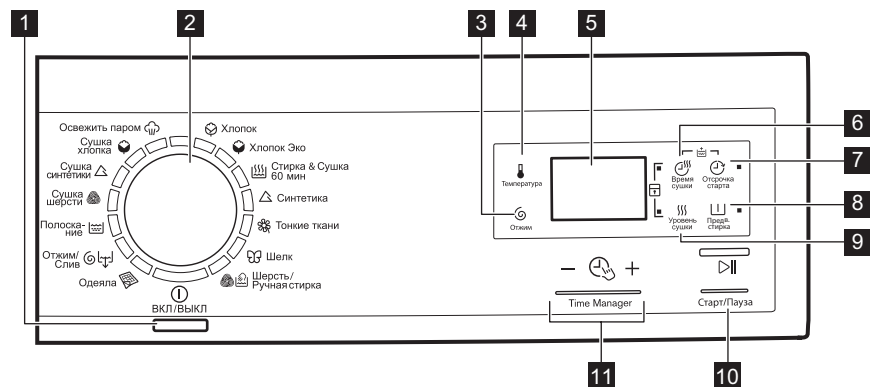 1
2
3
4
5
6
7
8
9
10
11
Освежить паром
Сушка
хлопка
Сушка
синтетики
Сушка
шерсти
Полоска-
ние
Отжим/
Слив
Одеяла
Хлопок
Хлопок Эко
Стирка & Сушка
60 мин
Синтетика
Тонкие ткани
Шелк
Шерсть/
Ручная стирка
ВКЛ/ВЫКЛ
Температура
Отжим
Время
сушки
Отсрочка
старта
Уровень
сушки
Предв.
стирка
− +
Time Manager
Старт/Пауза